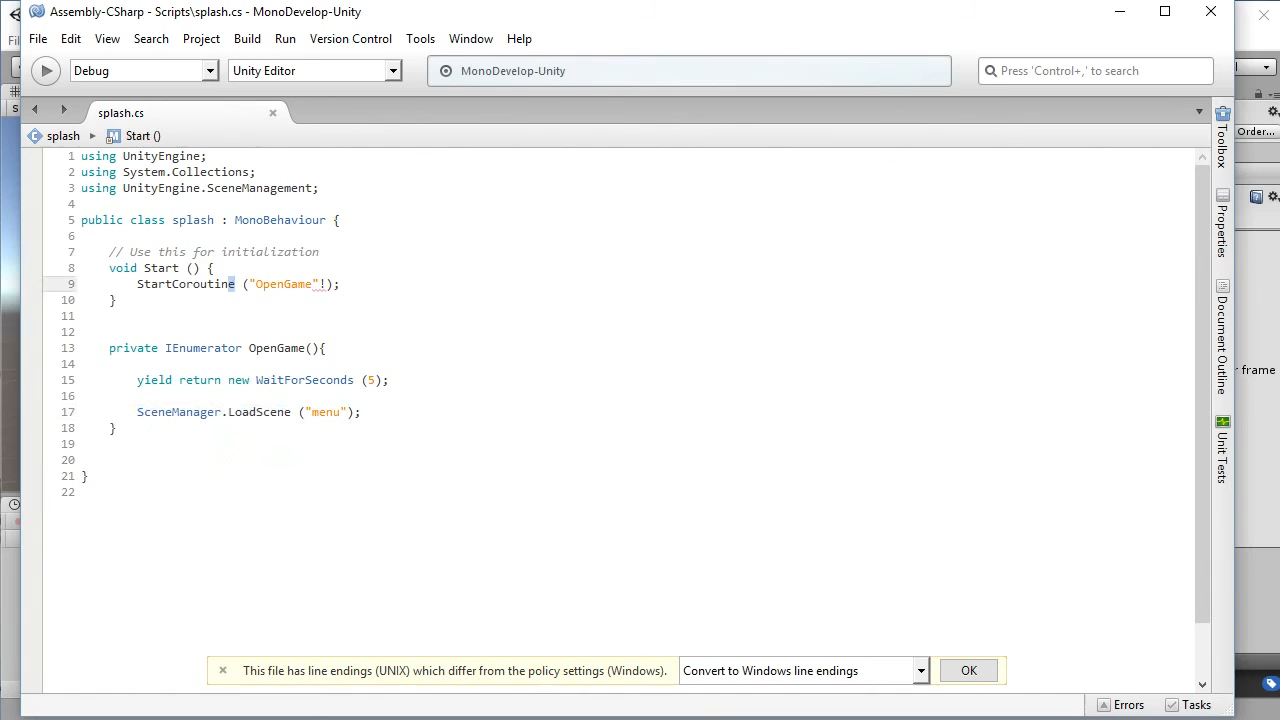 Assembly-CSharp - Scripts\splash.cs - MonoDevelop-Unity
File Edit View Search Project Build Run Version Control Tools Window Help
Debug Unity Editor MonoDevelop-Unity Press 'Control+,' to search
splash.cs
splash Start ()
1 using UnityEngine;
2 using System.Collections;
3 using UnityEngine.SceneManagement;
4
5 public class splash : MonoBehaviour {
6
7 // Use this for initialization
8 void Start () {
9 StartCoroutine ("OpenGame"!);
10 }
11
12
13 private IEnumerator OpenGame(){
14
15 yield return new WaitForSeconds (5);
16
17 SceneManager.LoadScene ("menu");
18 }
19
20
21 }
22
This file has line endings (UNIX) which differ from the policy settings (Windows). Convert to Windows line endings OK
Errors Tasks
Toolbox
Properties
Document Outline
Unit Tests
Order...
r frame